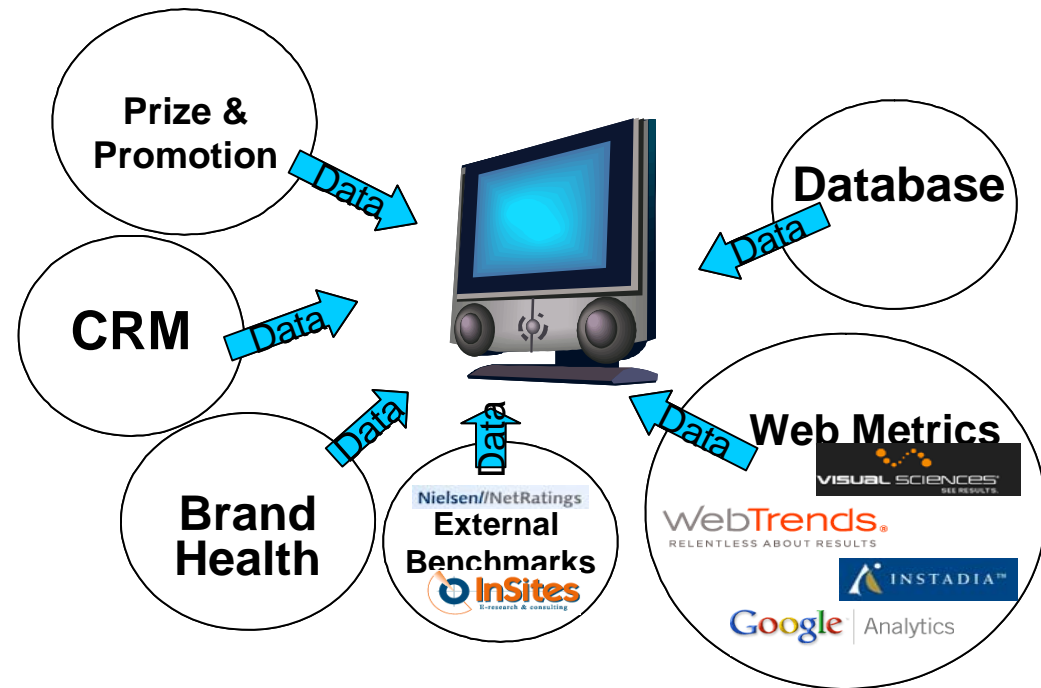 Prize &
Promotion
Data
Database
Data
CRM
Data
Brand
Health
Data
Nielsen//NetRatings
External
Benchmarks
InSites
E-research & consulting
Data
Web Metrics
Data
VISUAL SCIENCES
SEE RESULTS.
WebTrends®
RELENTLESS ABOUT RESULTS
INSTADIA™
Google Analytics